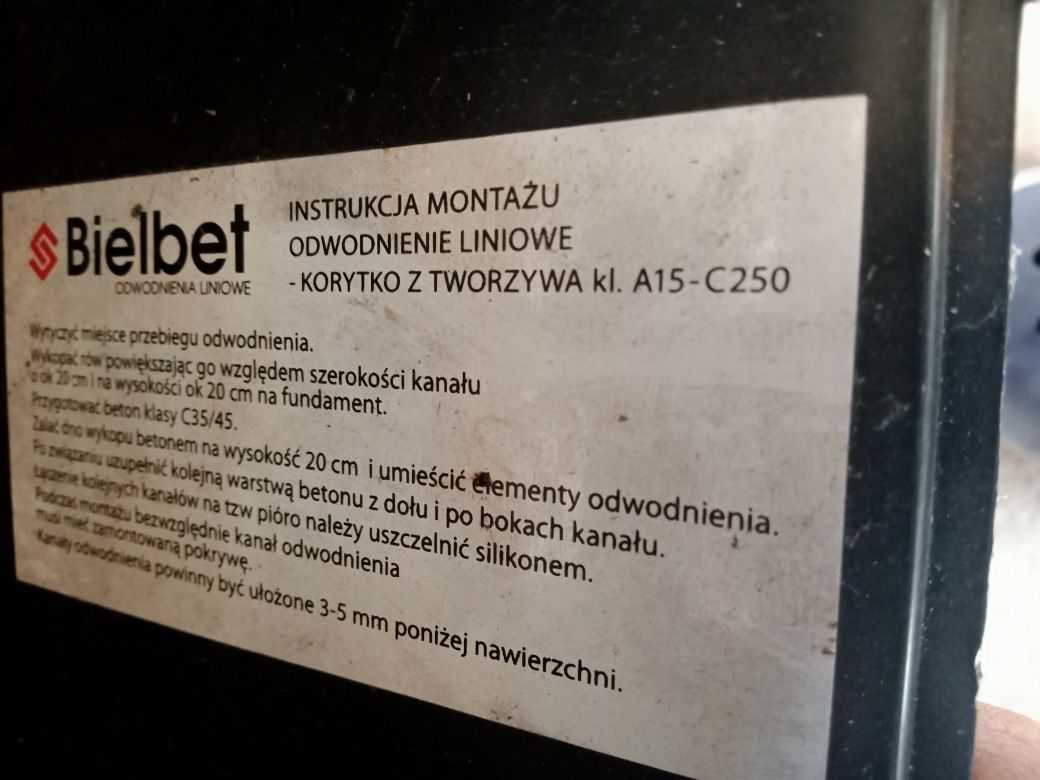 Bielbet
ODWODNIENIA LINIOWE
INSTRUKCJA MONTAŻU
ODWODNIENIE LINIOWE
- KORYTKO Z TWORZYWA kl. A15-C250
Wytyczyć miejsce przebiegu odwodnienia.
Wykopać rów powiększając go względem szerokości kanału
o ok 20 cm i na wysokości ok 20 cm na fundament.
Przygotować beton klasy C35/45.
Zalać dno wykopu betonem na wysokość 20 cm i umieścić elementy odwodnienia.
Po związaniu uzupełnić kolejną warstwą betonu z dołu i po bokach kanału.
Łączenie kolejnych kanałów na tzw pióro należy uszczelnić silikonem.
Podczas montażu bezwzględnie kanał odwodnienia
musi mieć zamontowaną pokrywę.
Kanały odwodnienia powinny być ułożone 3-5 mm poniżej nawierzchni.